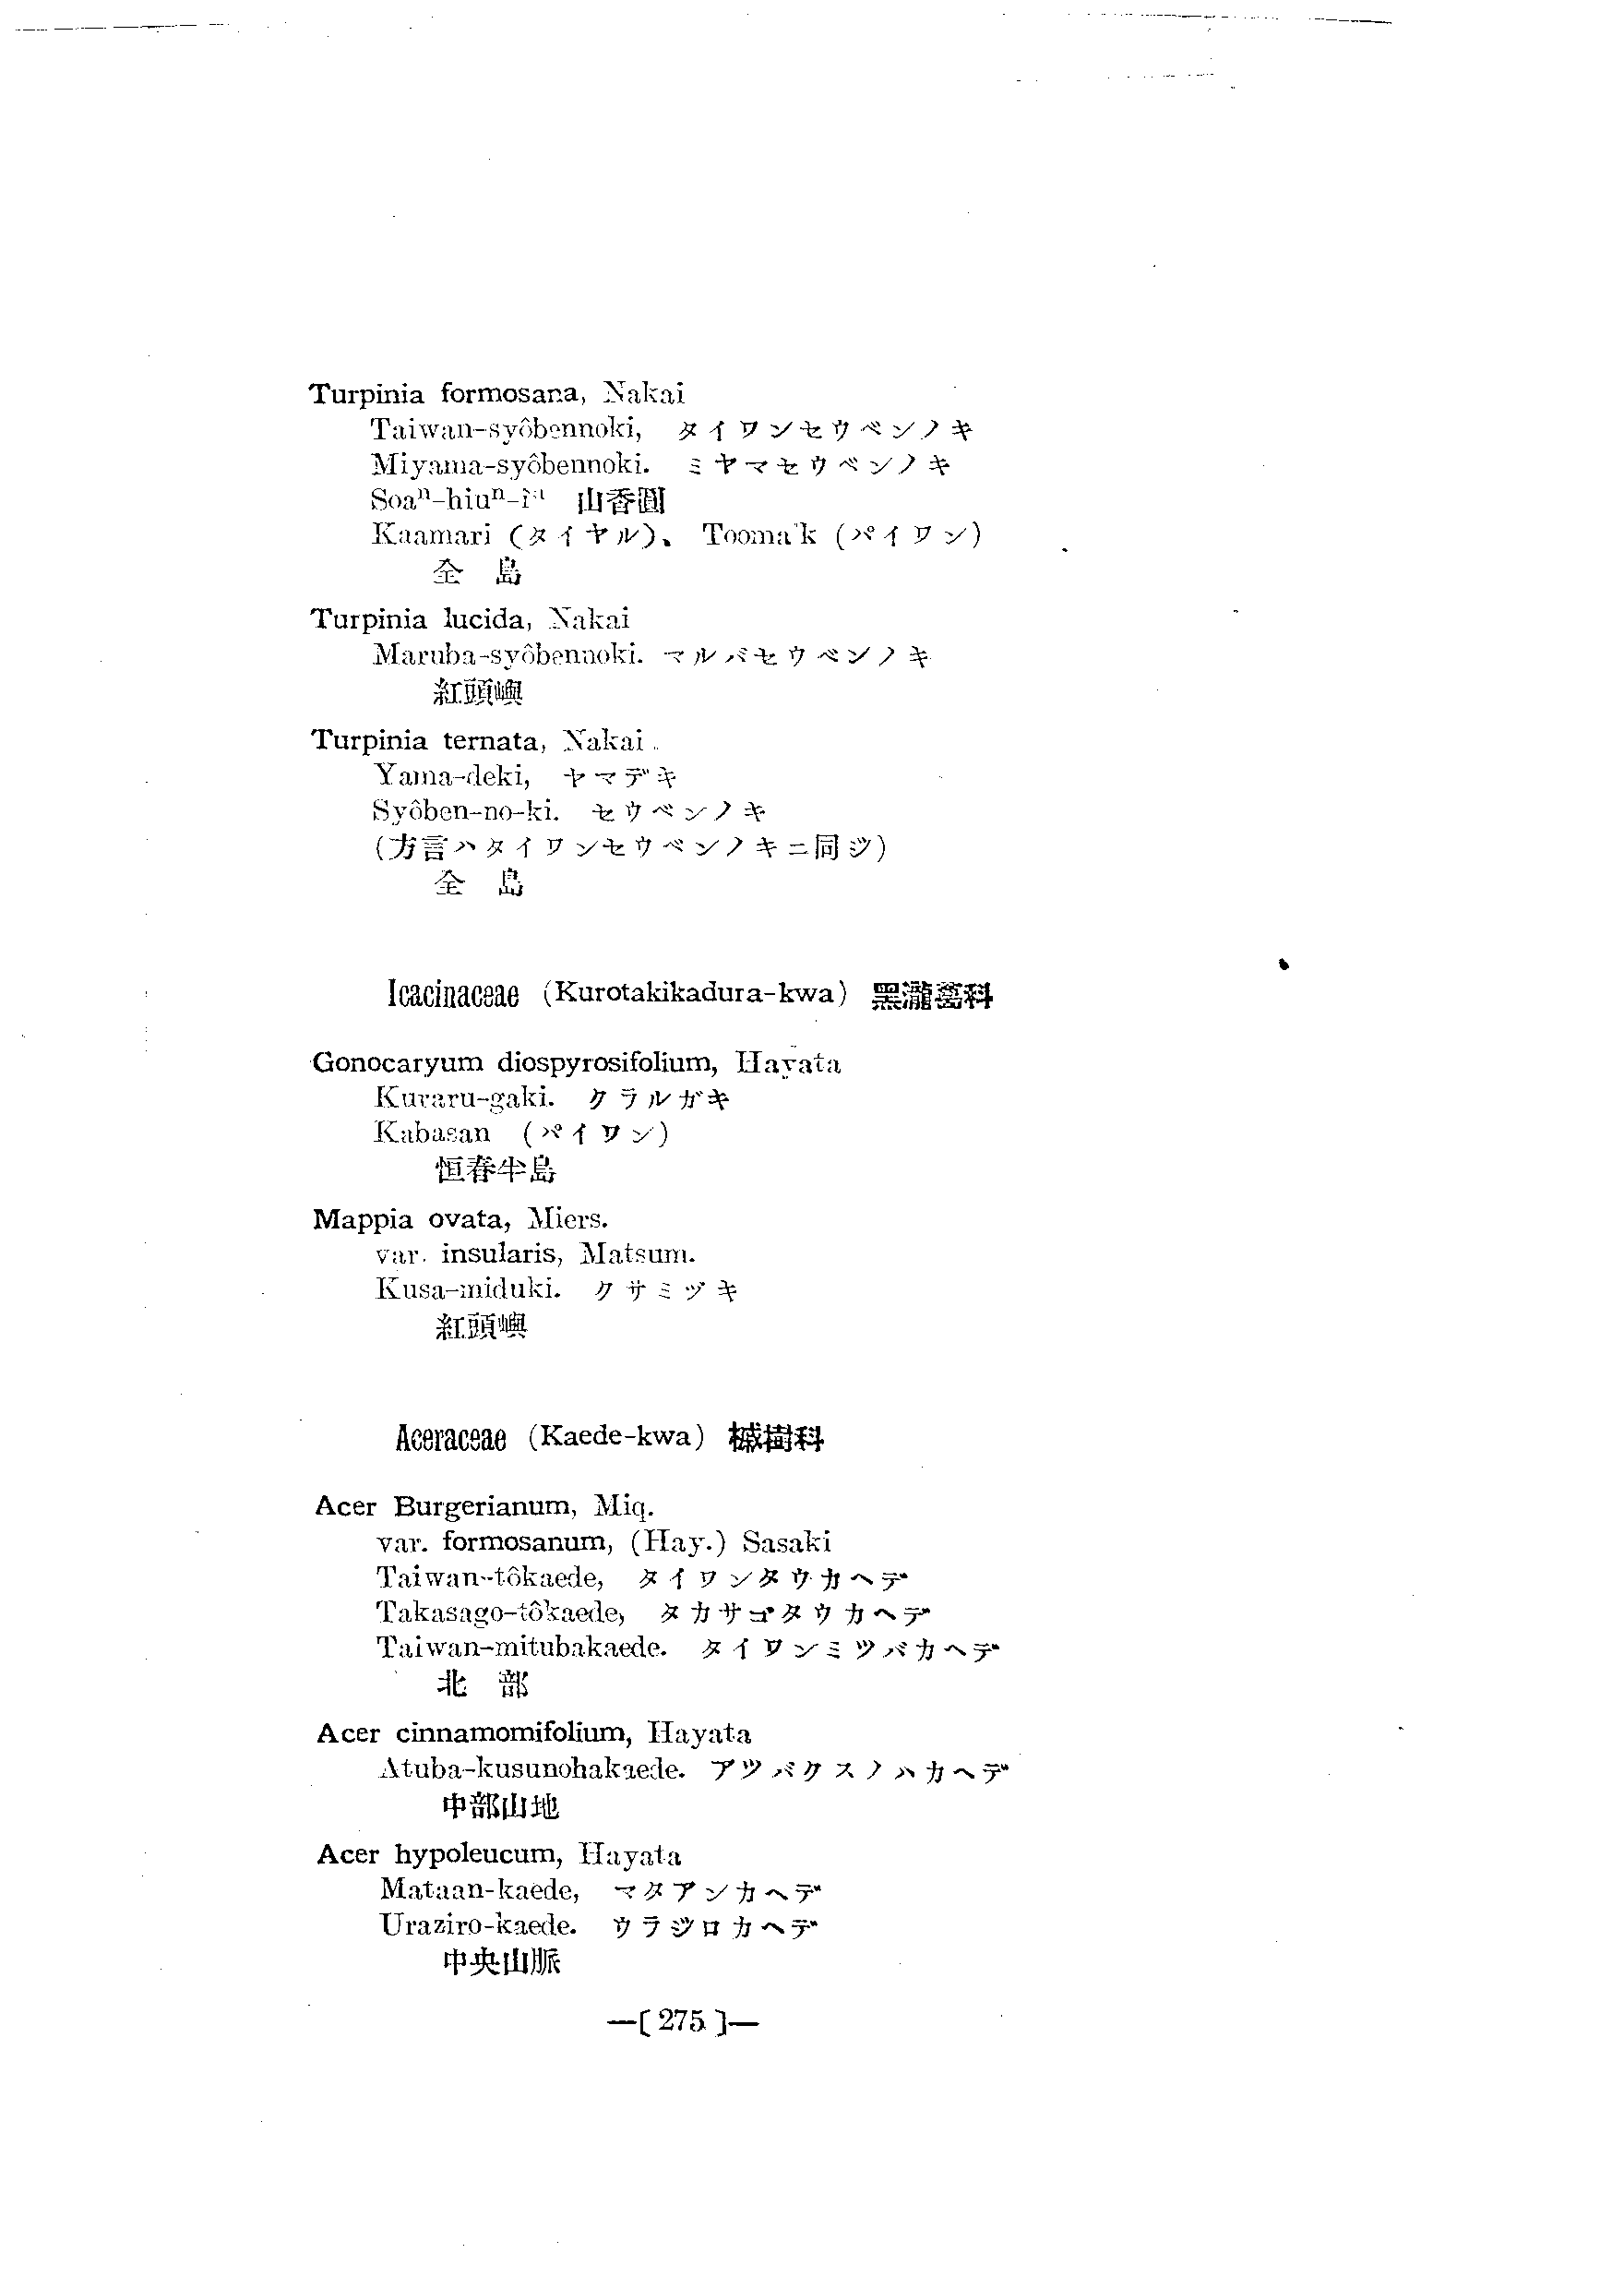 Turpinia formosana, Nakai
Taiwan-syôbennoki, タイワンセウベンノキ
Miyama-syôbennoki. ミヤマセウベンノキ
Soaⁿ-hiuⁿ-îⁿ 山香圓
Kaamari (タイヤル)、 Tooma'k (パイワン)
全 島
Turpinia lucida, Nakai
Maruba-syôbennoki. マルバセウベンノキ
紅頭嶼
Turpinia ternata, Nakai.
Yama-deki, ヤマデキ
Syôben-no-ki. セウベンノキ
(方言ハタイワンセウベンノキニ同ジ)
全 島
Icacinaceae (Kurotakikadura-kwa) 黑瀧葛科
Gonocaryum diospyrosifolium, Hayata
Kuraru-gaki. クラルガキ
Kabasan (パイワン)
恒春半島
Mappia ovata, Miers.
var. insularis, Matsum.
Kusa-miduki. クサミヅキ
紅頭嶼
Aceraceae (Kaede-kwa) 槭樹科
Acer Burgerianum, Miq.
var. formosanum, (Hay.) Sasaki
Taiwan-tôkaede, タイワンタウカヘデ
Takasago-tôkaede, タカサゴタウカヘデ
Taiwan-mitubakaede. タイワンミツバカヘデ
北 部
Acer cinnamomifolium, Hayata
Atuba-kusunohakaede. アツバクスノハカヘデ
中部山地
Acer hypoleucum, Hayata
Mataan-kaede, マタアンカヘデ
Uraziro-kaede. ウラジロカヘデ
中央山脈
—[ 275 ]—